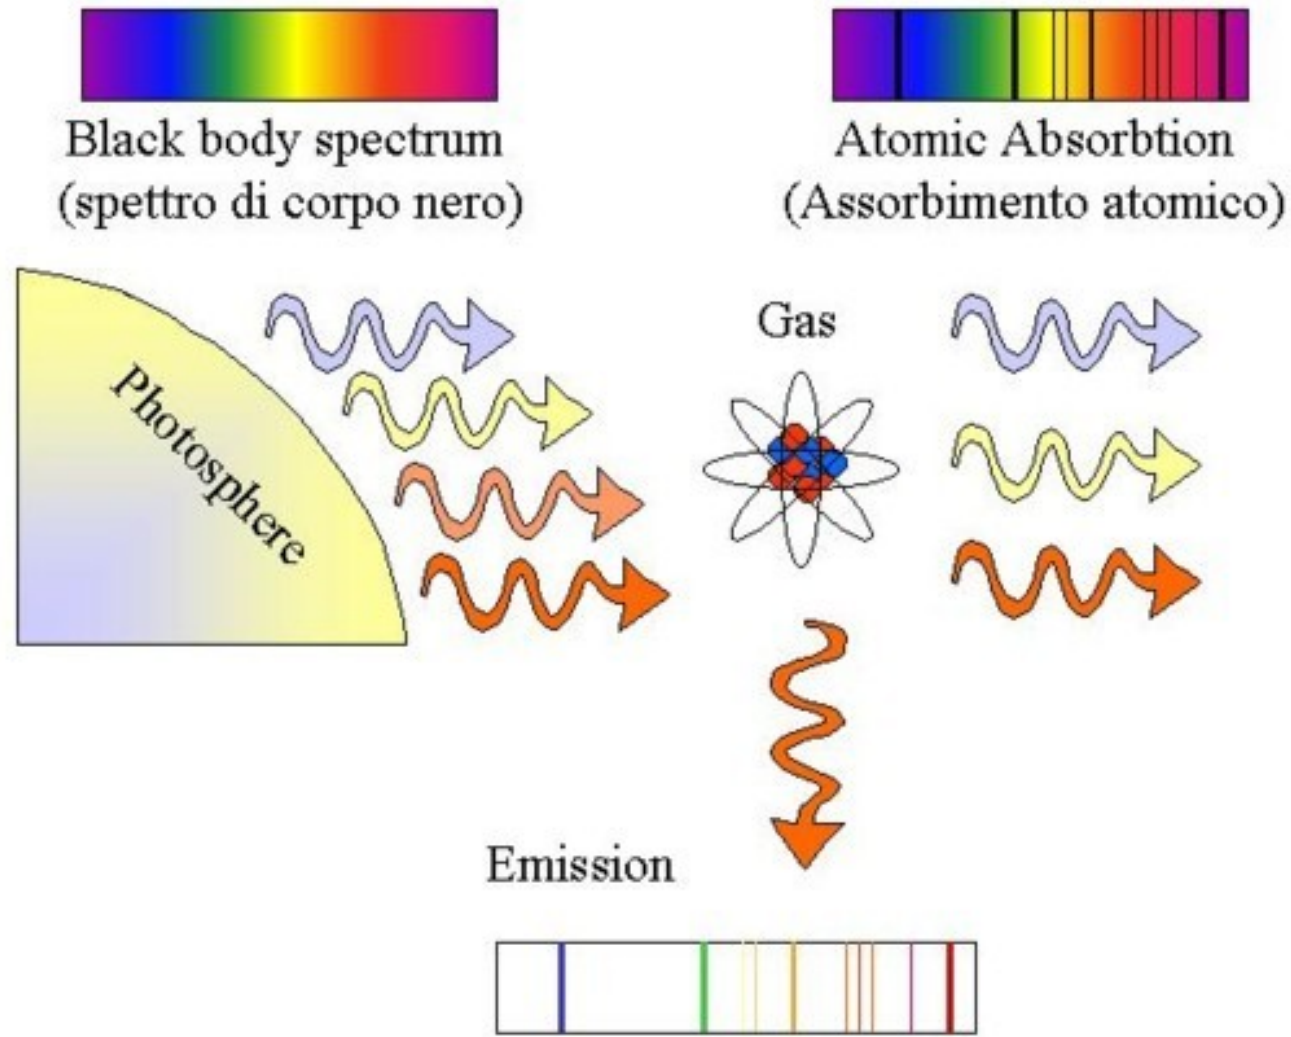 Black body spectrum
(spettro di corpo nero)
Atomic Absorbtion
(Assorbimento atomico)
Gas
Photosphere
Emission